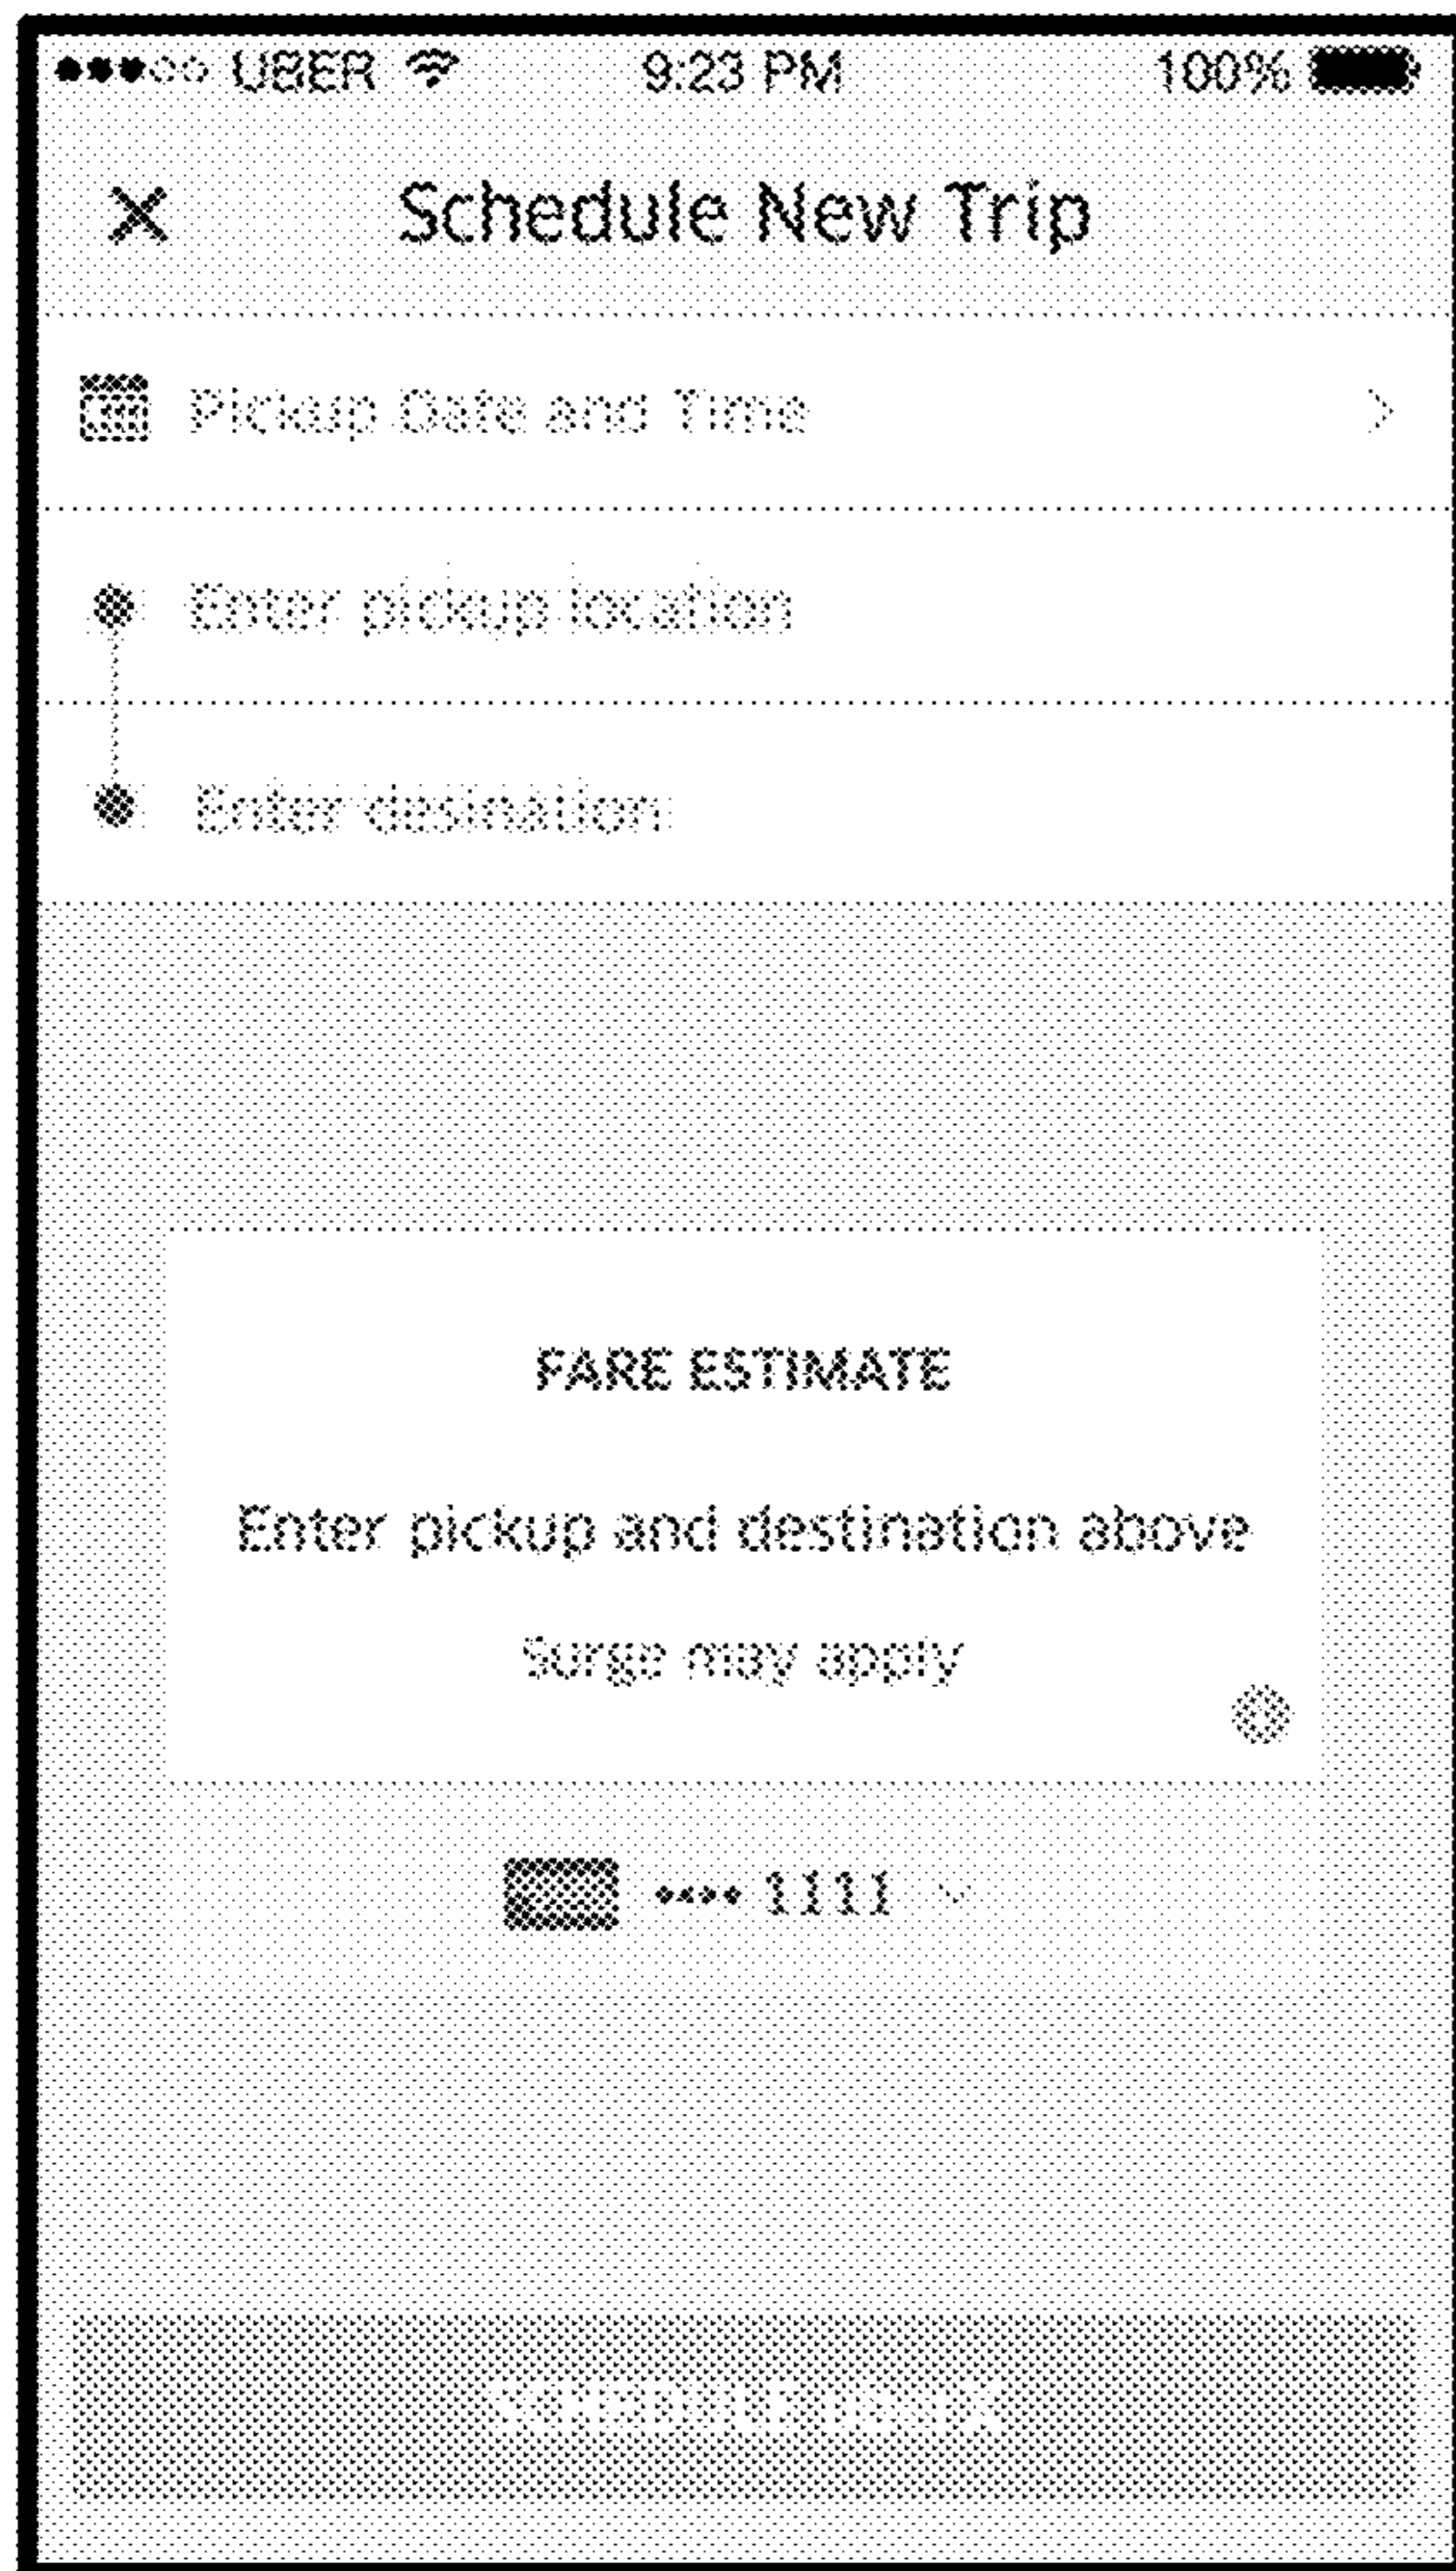 UBER 9:23 PM 100%
Schedule New Trip
Pickup Date and Time
Enter pickup location
Enter desination
FARE ESTIMATE
Enter pickup and destination above
Surge may apply
•••• 1111